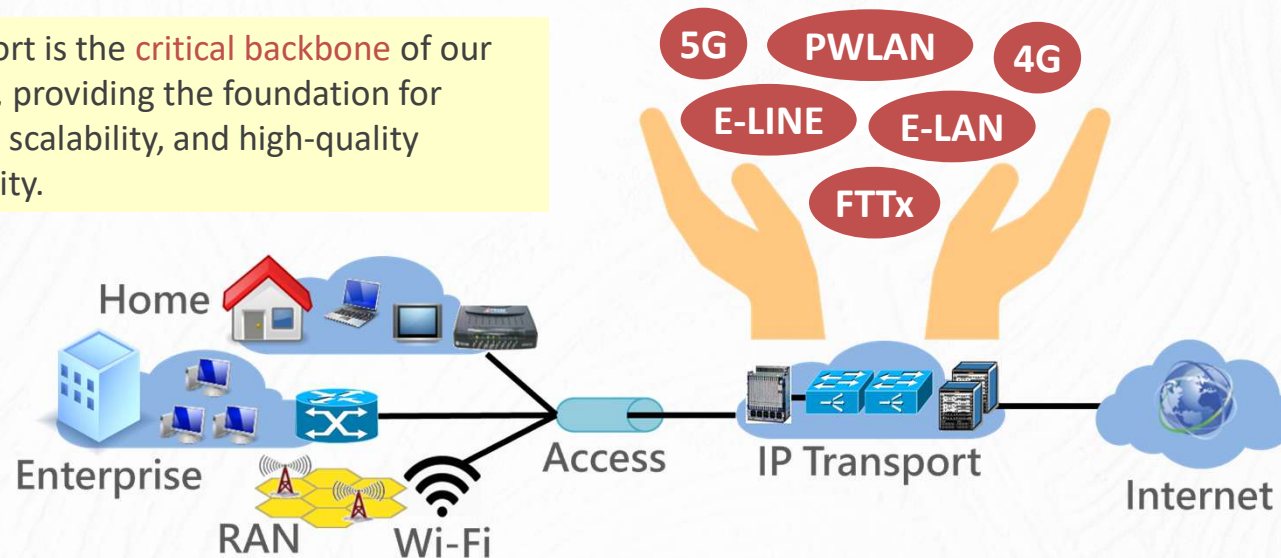 ort is the critical backbone of our
, providing the foundation for
scalability, and high-quality
ity.
5G
PWLAN
4G
E-LINE
E-LAN
FTTx
Home
Enterprise
RAN
Wi-Fi
Access
IP Transport
Internet